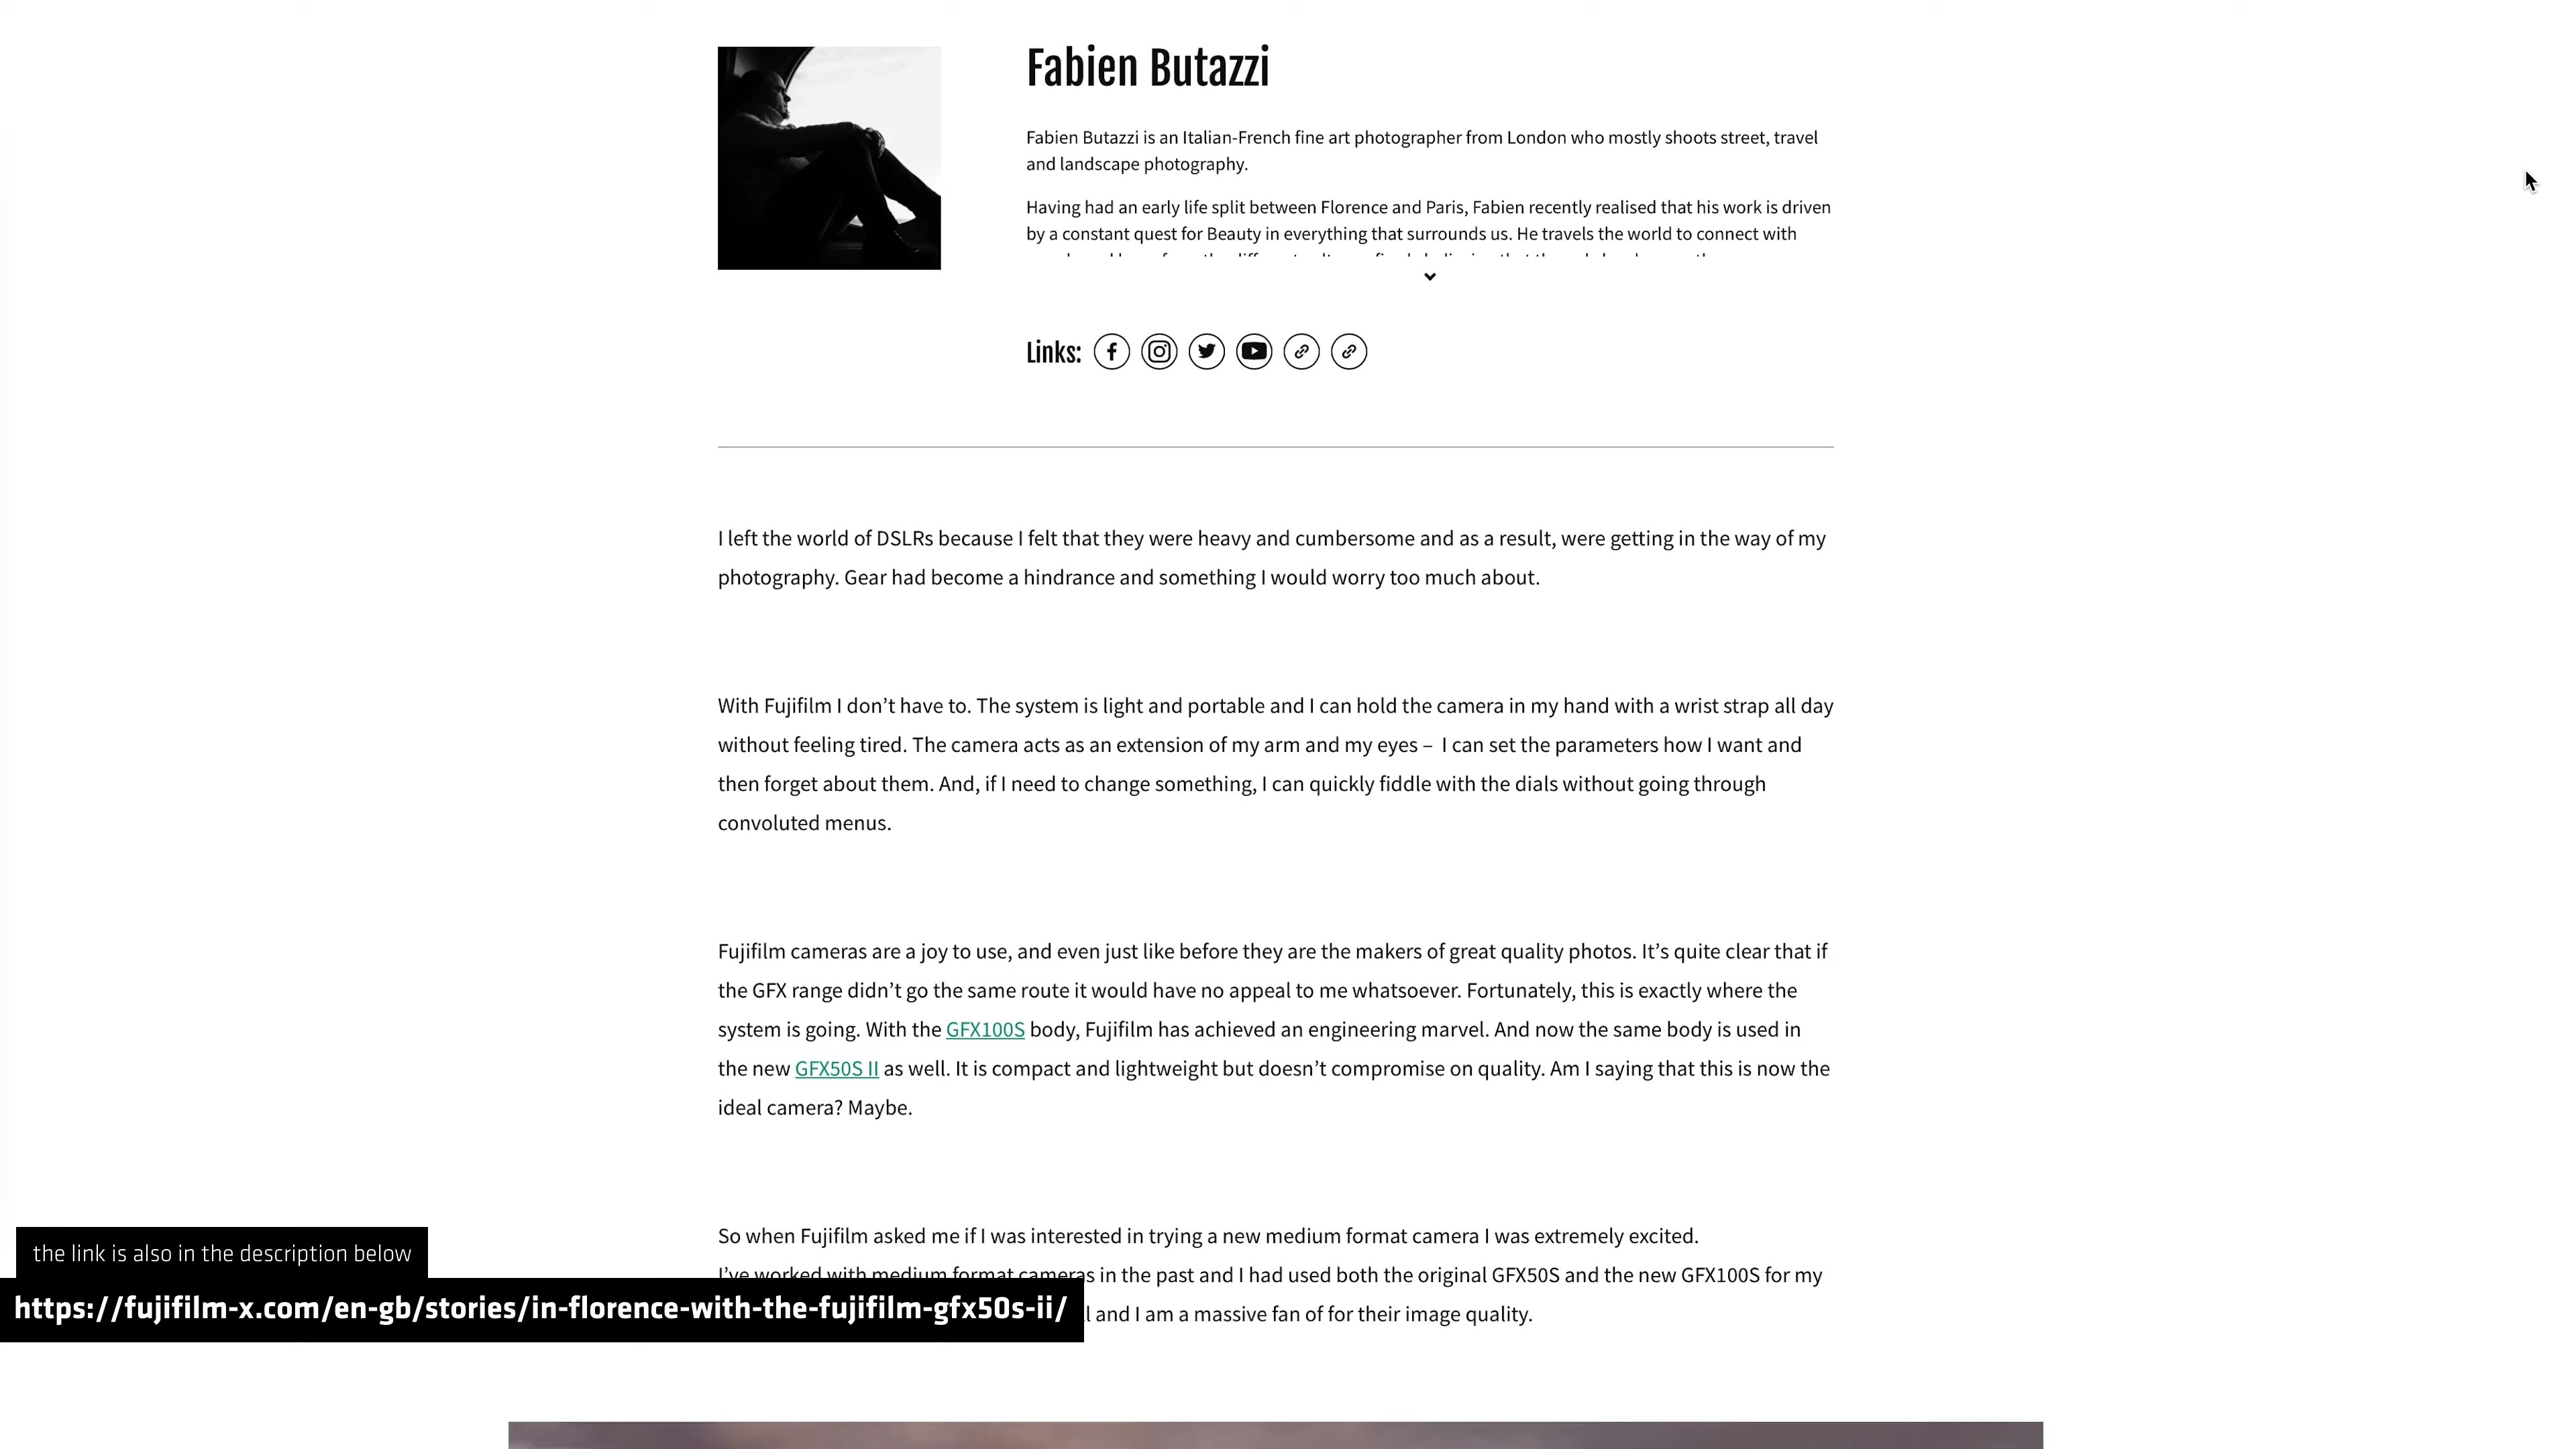 Fabien Butazzi
Fabien Butazzi is an Italian-French fine art photographer from London who mostly shoots street, travel
and landscape photography.
Having had an early life split between Florence and Paris, Fabien recently realised that his work is driven
by a constant quest for Beauty in everything that surrounds us. He travels the world to connect with
Links:
I left the world of DSLRs because I felt that they were heavy and cumbersome and as a result, were getting in the way of my
photography. Gear had become a hindrance and something I would worry too much about.
With Fujifilm I don’t have to. The system is light and portable and I can hold the camera in my hand with a wrist strap all day
without feeling tired. The camera acts as an extension of my arm and my eyes – I can set the parameters how I want and
then forget about them. And, if I need to change something, I can quickly fiddle with the dials without going through
convoluted menus.
Fujifilm cameras are a joy to use, and even just like before they are the makers of great quality photos. It’s quite clear that if
the GFX range didn’t go the same route it would have no appeal to me whatsoever. Fortunately, this is exactly where the
system is going. With the GFX100S body, Fujifilm has achieved an engineering marvel. And now the same body is used in
the new GFX50S II as well. It is compact and lightweight but doesn’t compromise on quality. Am I saying that this is now the
ideal camera? Maybe.
So when Fujifilm asked me if I was interested in trying a new medium format camera I was extremely excited.
I’ve worked with medium format cameras in the past and I had used both the original GFX50S and the new GFX100S for my
and I am a massive fan of for their image quality.
the link is also in the description below
https://fujifilm-x.com/en-gb/stories/in-florence-with-the-fujifilm-gfx50s-ii/